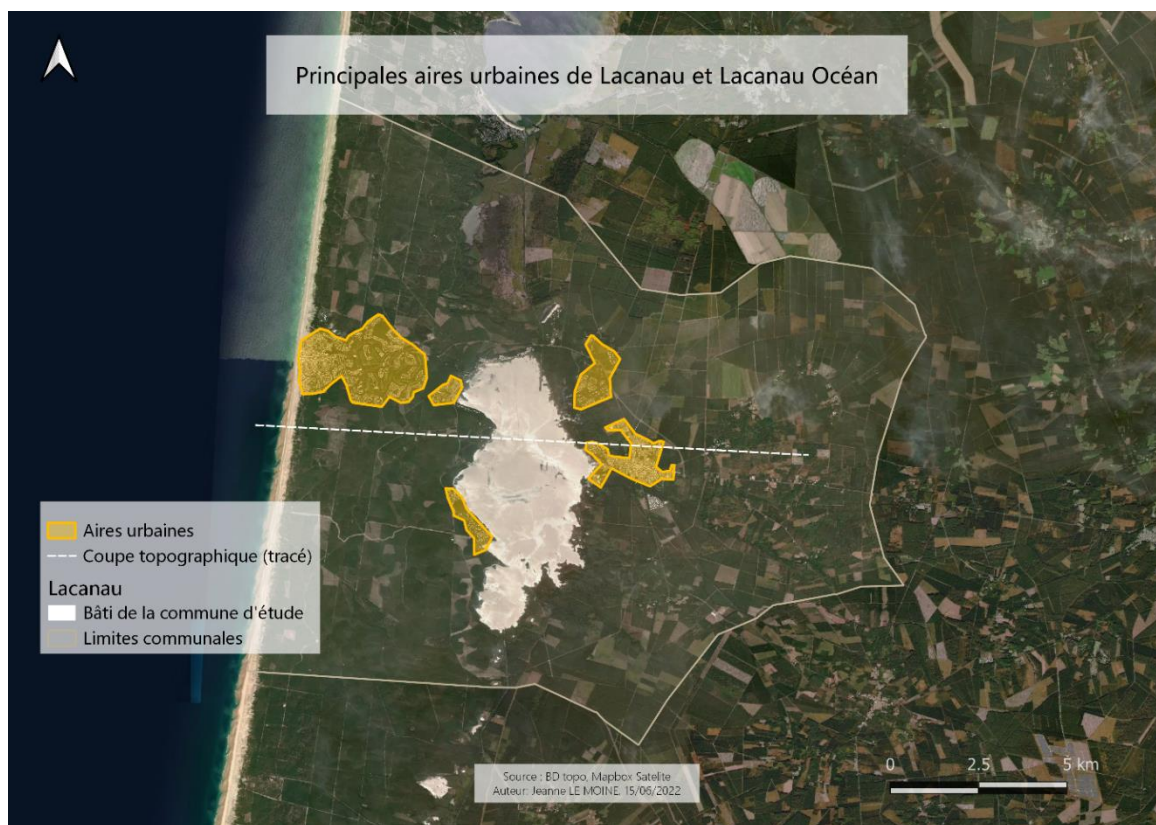 Principales aires urbaines de Lacanau et Lacanau Océan
Aires urbaines
Coupe topographique (tracé)
Lacanau
Bâti de la commune d'étude
Limites communales
Source : BD topo, Mapbox Satelite
Auteur: Jeanne LE MOINE, 15/06/2022
0 2.5 5 km